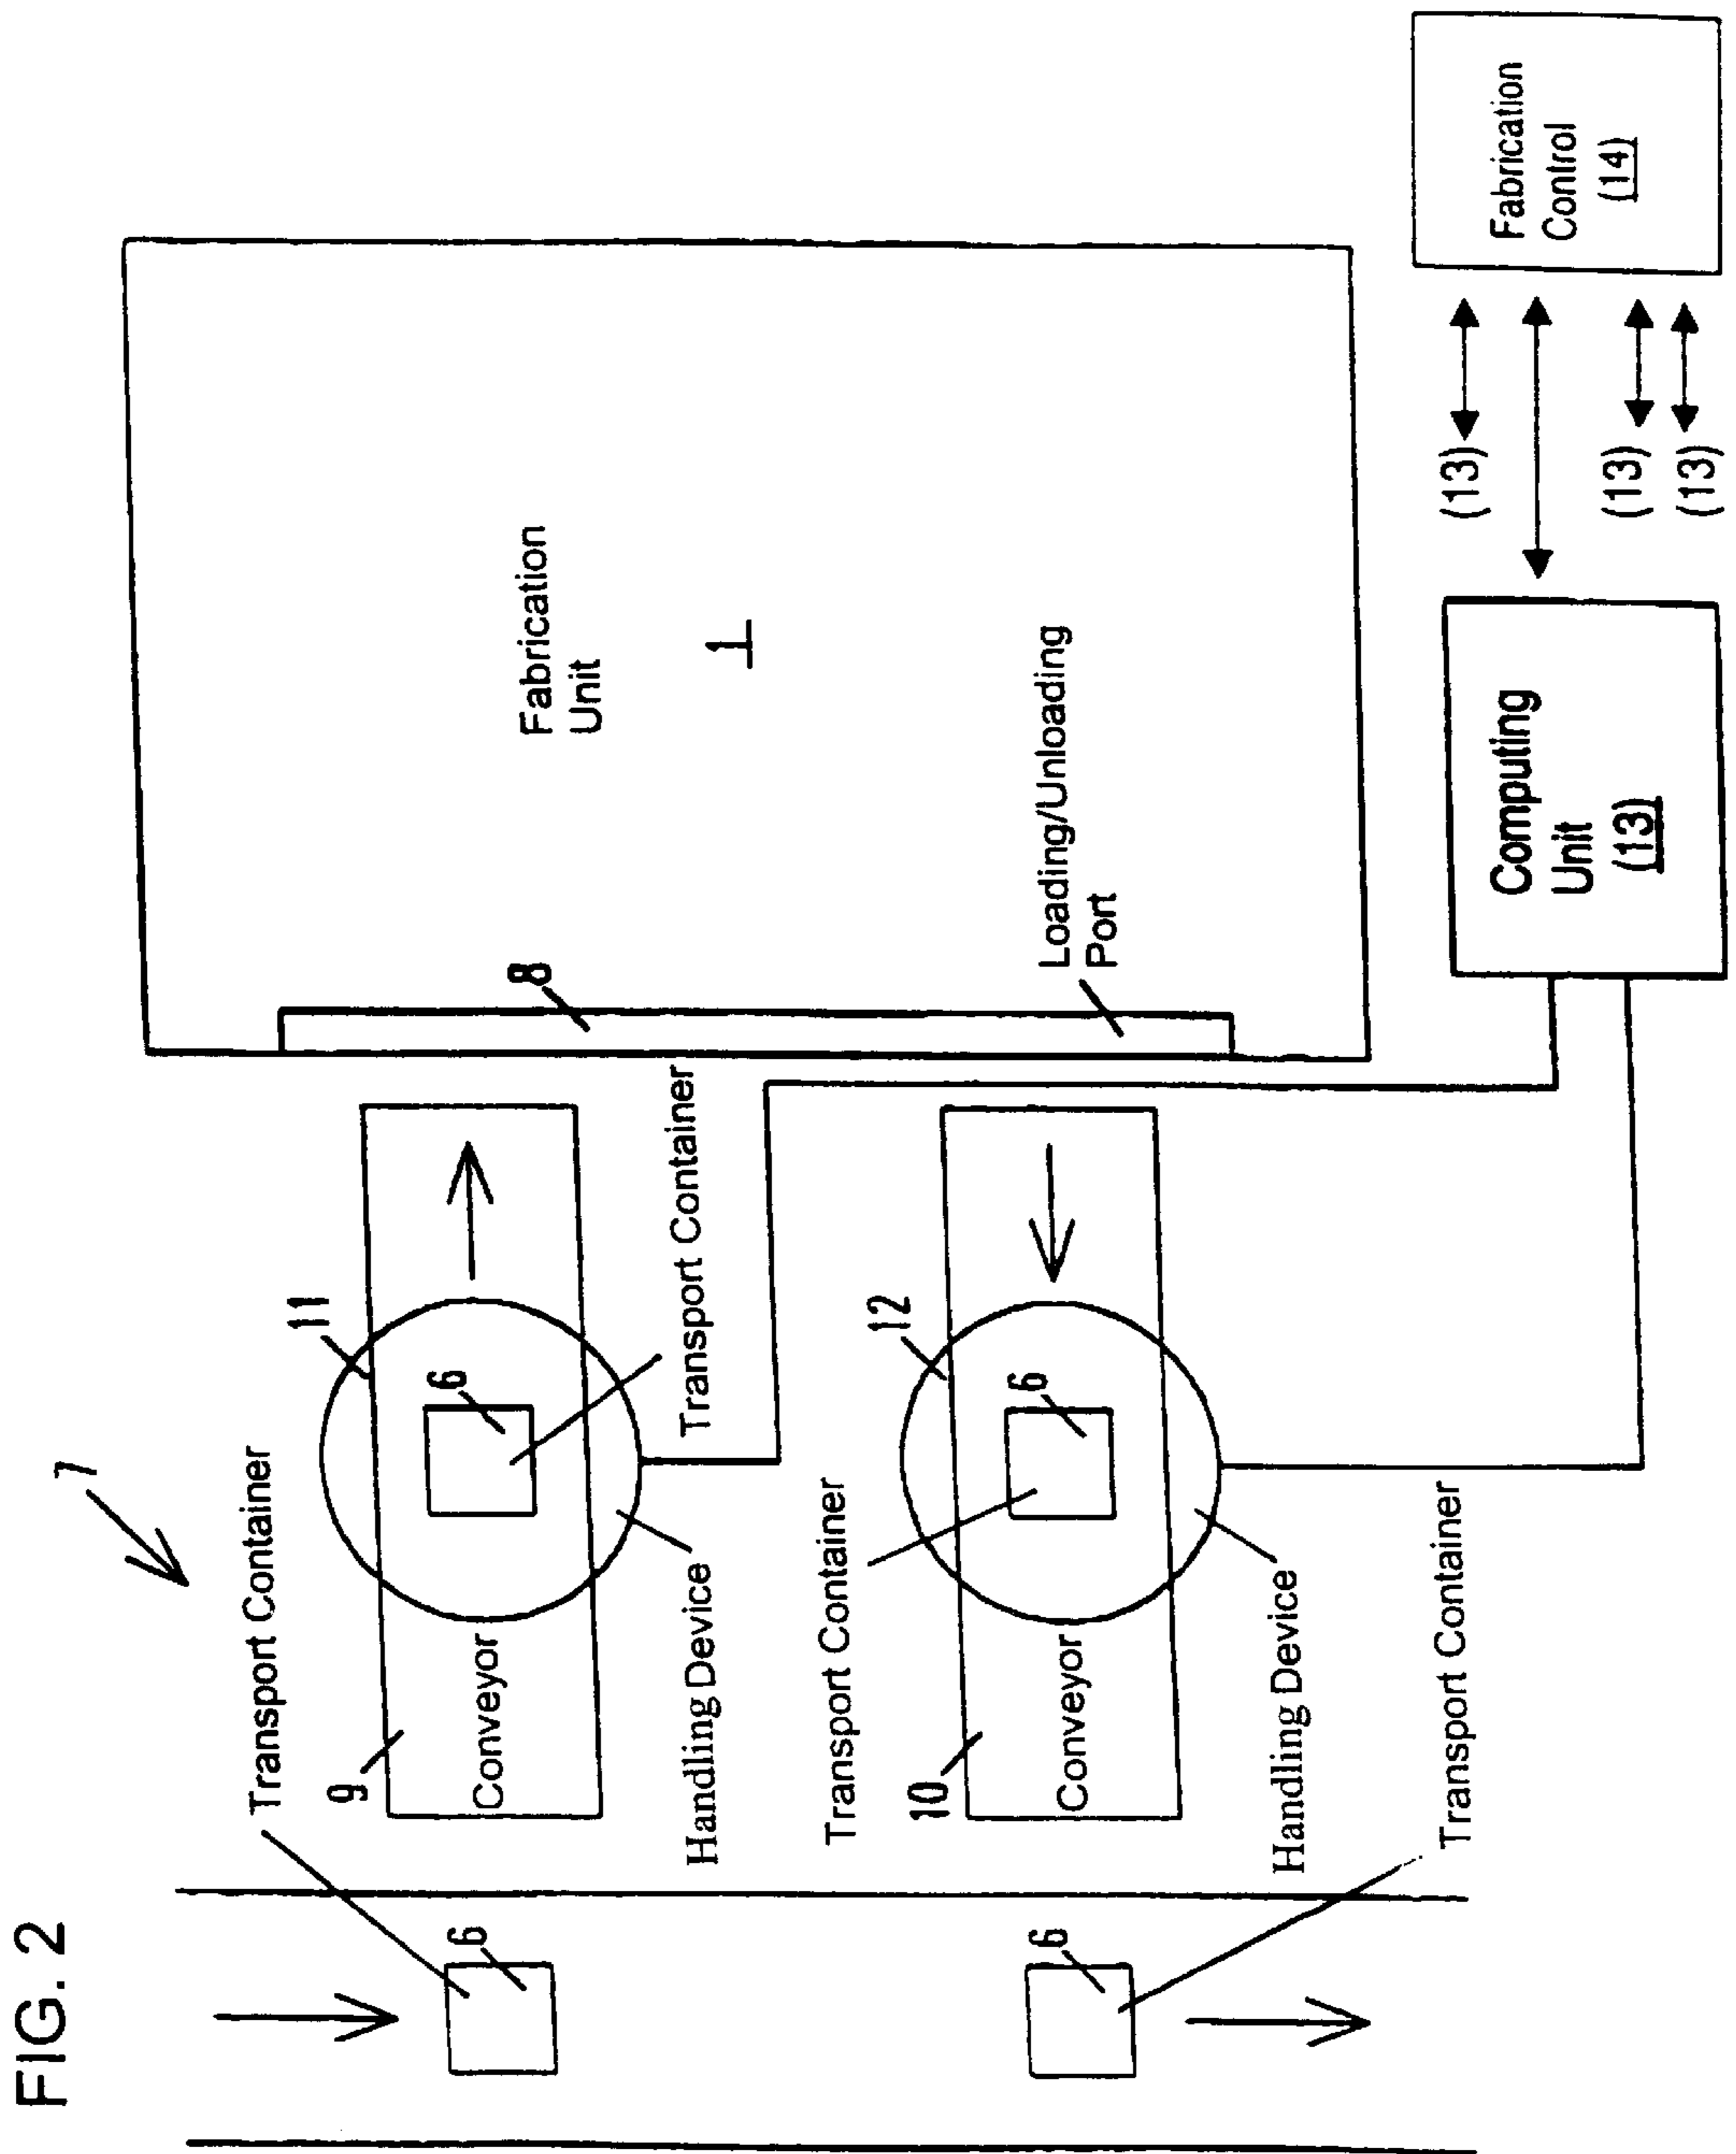 FIG. 2
7
Transport Container
9
11
6
6
Conveyor
8
Fabrication
Unit
1
Handling Device
Transport Container
Transport Container
10
12
6
6
Conveyor
Loading/Unloading
Port
Handling Device
Transport Container
Computing
Unit
(13)
(13)
(13)
(13)
Fabrication
Control
(14)